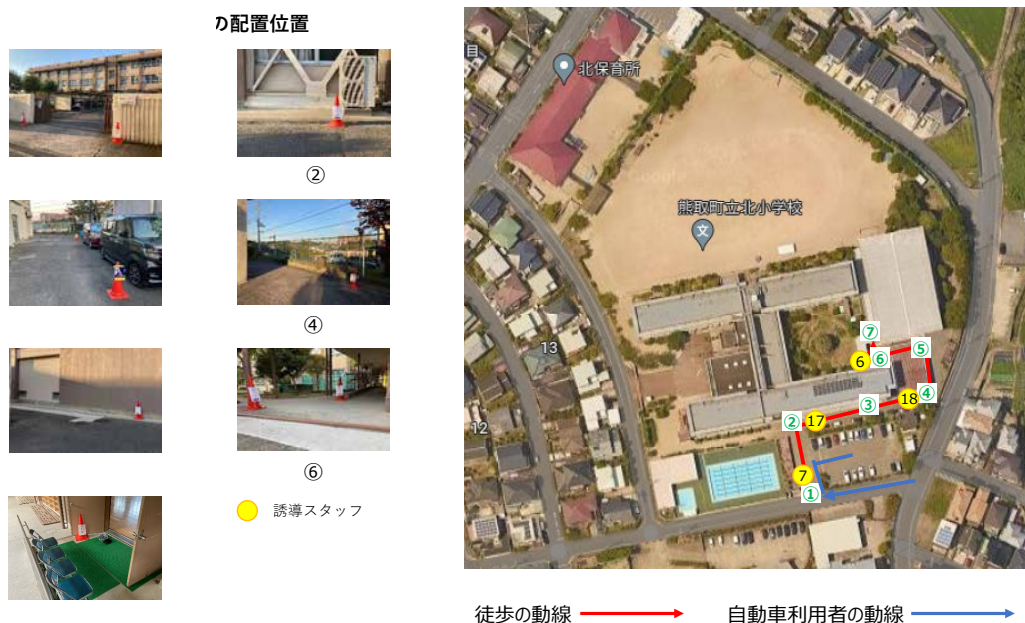 の配置位置
②
④
⑥
誘導スタッフ
目
北保育所
熊取町立北小学校
文
13
12
⑦
6
⑥
⑤
④
18
③
17
②
7
①
徒歩の動線
自動車利用者の動線